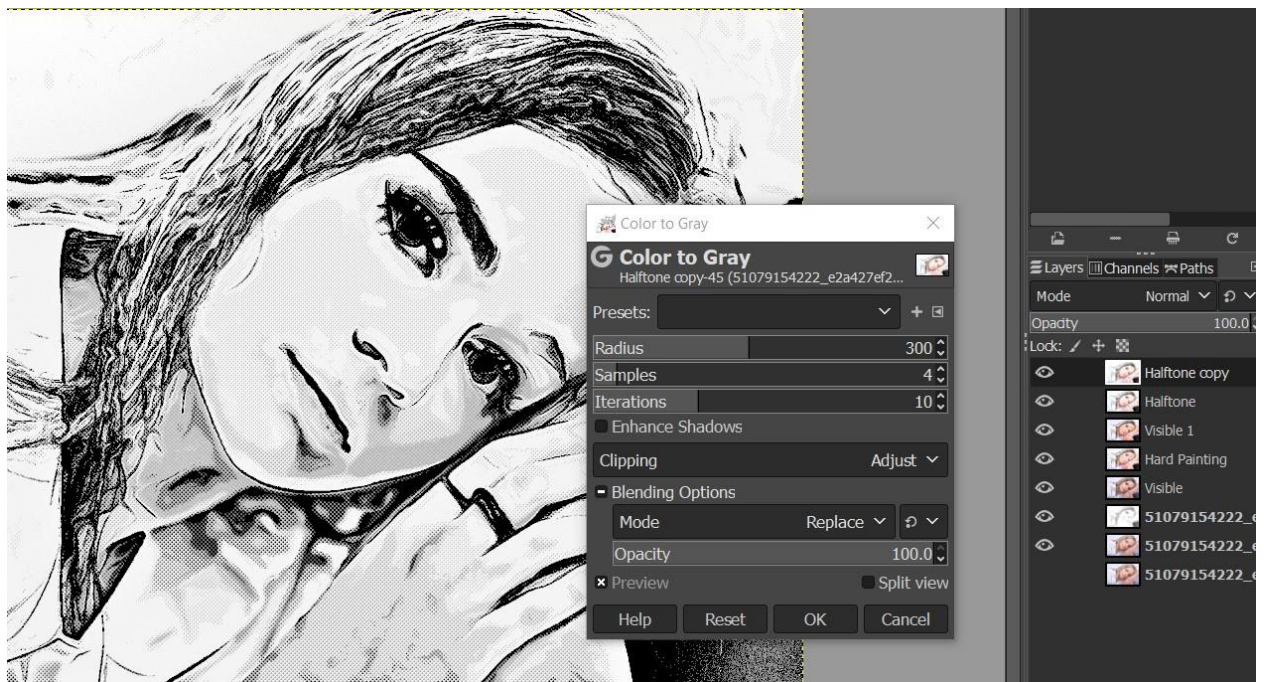 Color to Gray
Color to Gray
Halftone copy-45 (51079154222_e2a427ef2...
Presets:
Radius 300
Samples 4
Iterations 10
Enhance Shadows
Clipping Adjust
Blending Options
Mode Replace
Opacity 100.0
Preview Split view
Help Reset OK Cancel
Layers Channels Paths
Mode Normal
Opacity 100.0
Lock:
Halftone copy
Halftone
Visible 1
Hard Painting
Visible
51079154222_e
51079154222_e
51079154222_e